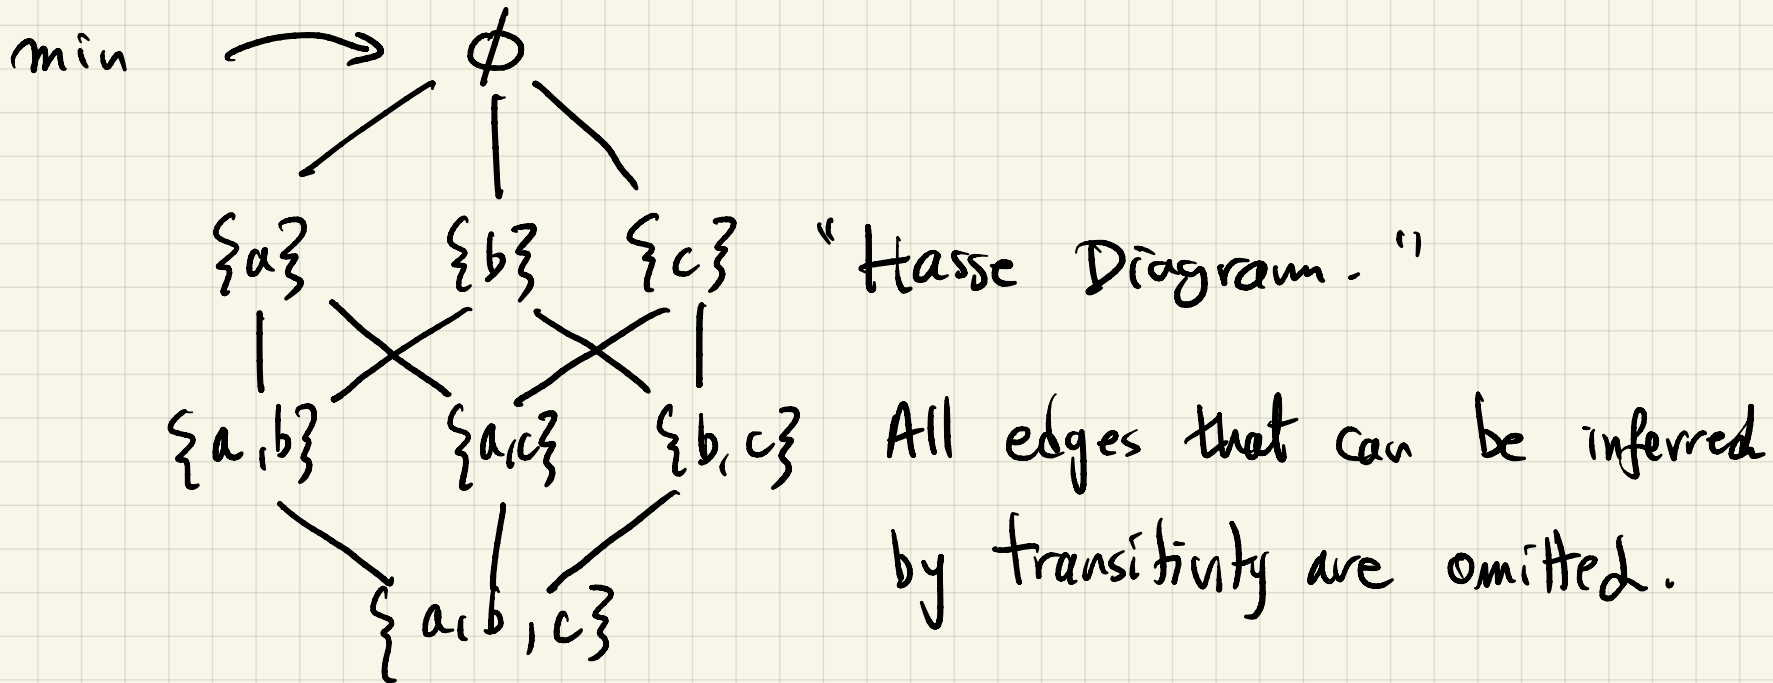 min ∅
{a} {b} {c} "Hasse Diagram."
{a,b} {a,c} {b,c} All edges that can be inferred
by transitivity are omitted.
{a,b,c}